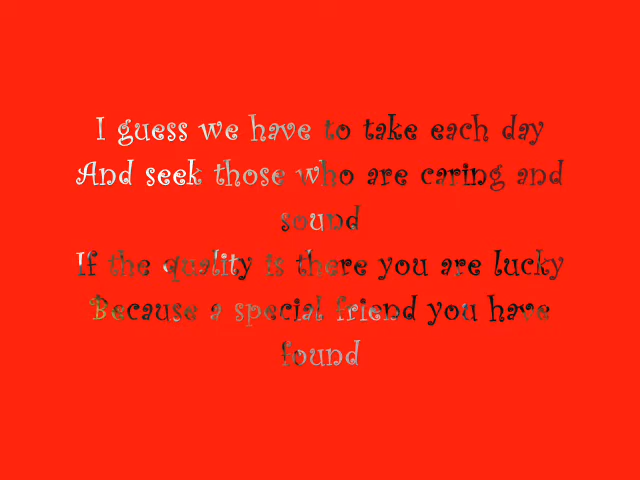 I guess we have to take each day
And seek those who are caring and
sound
If the quality is there you are lucky
Because a special friend you have
found